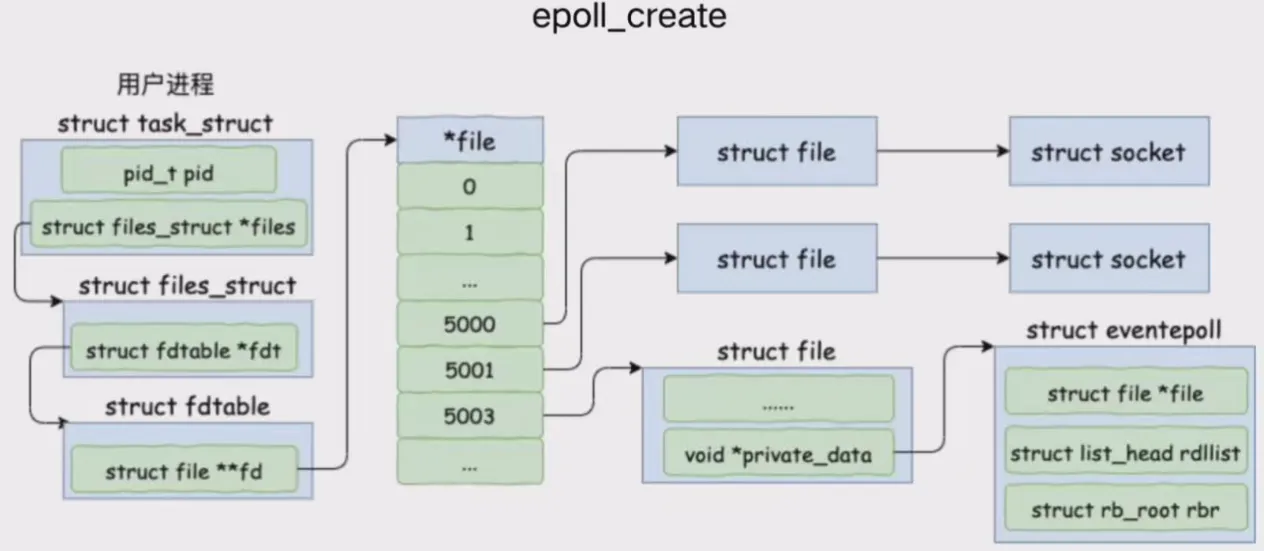 epoll_create
用户进程
struct task_struct
pid_t pid
struct files_struct *files
struct files_struct
struct fdtable *fdt
struct fdtable
struct file **fd
*file
0
1
...
5000
5001
5003
...
struct file
struct socket
struct file
struct socket
struct file
......
void *private_data
struct eventepoll
struct file *file
struct list_head rdllist
struct rb_root rbr